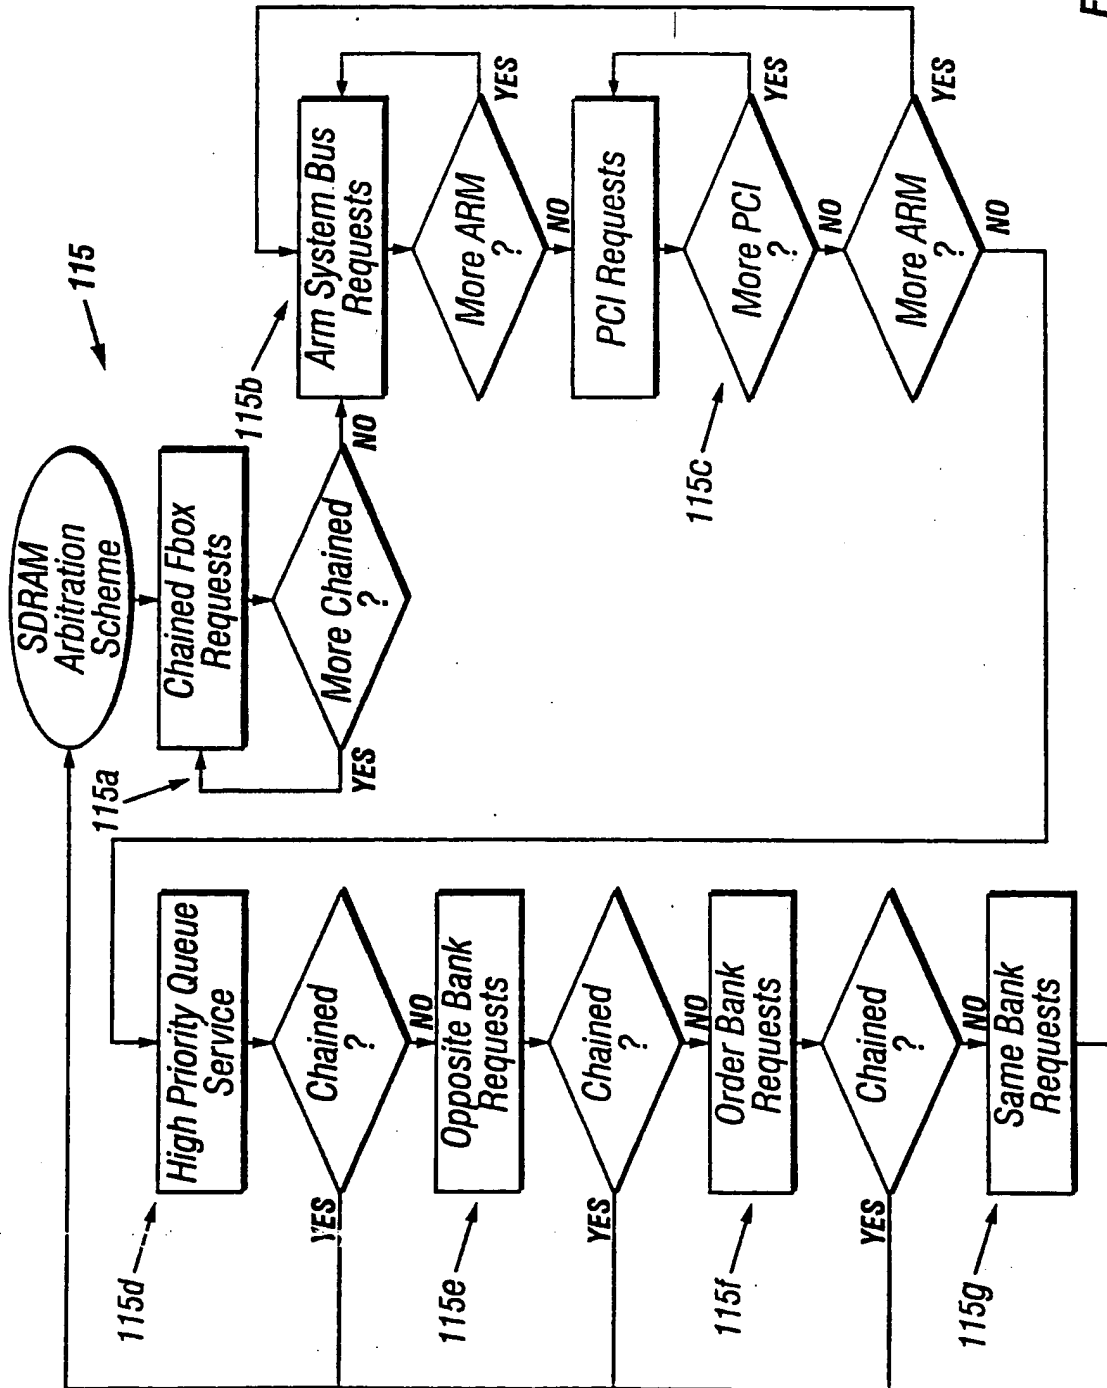 SDRAM
Arbitration
Scheme
115
Chained Fbox
Requests
115a
More Chained
?
YES
NO
115b
Arm System Bus
Requests
More ARM
?
YES
NO
PCI Requests
115c
More PCI
?
YES
NO
More ARM
?
YES
NO
115d
High Priority Queue
Service
Chained
?
YES
NO
115e
Opposite Bank
Requests
Chained
?
YES
NO
115f
Order Bank
Requests
Chained
?
YES
NO
115g
Same Bank
Requests